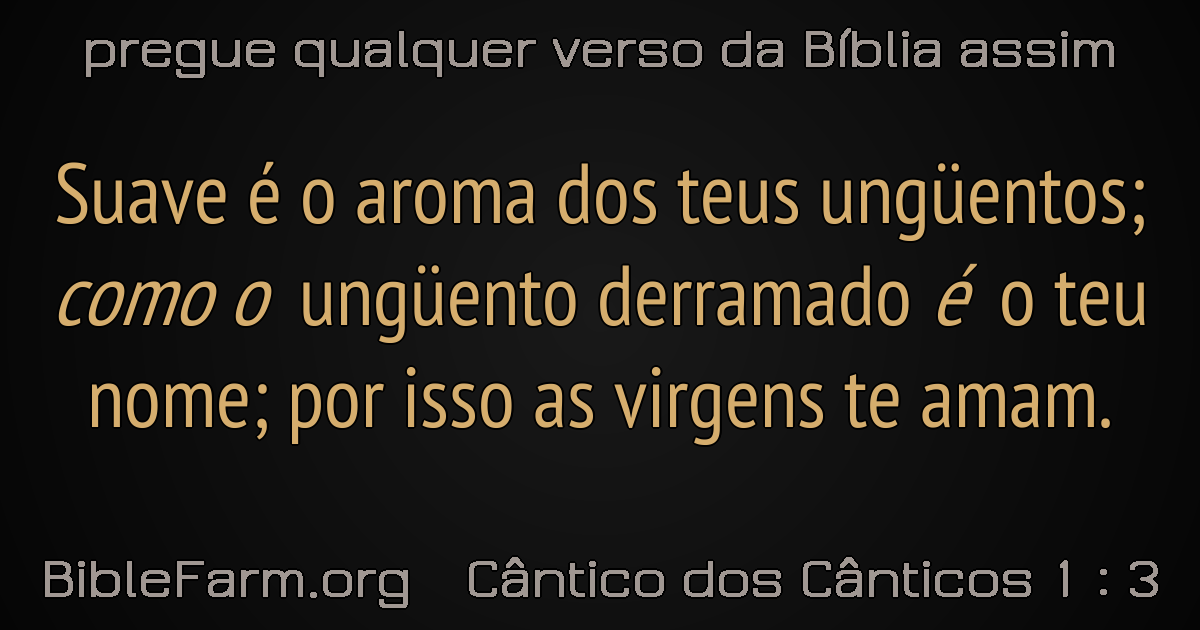 pregue qualquer verso da Bíblia assim
Suave é o aroma dos teus ungüentos;
como o ungüento derramado é o teu
nome; por isso as virgens te amam.
BibleFarm.org Cântico dos Cânticos 1 : 3